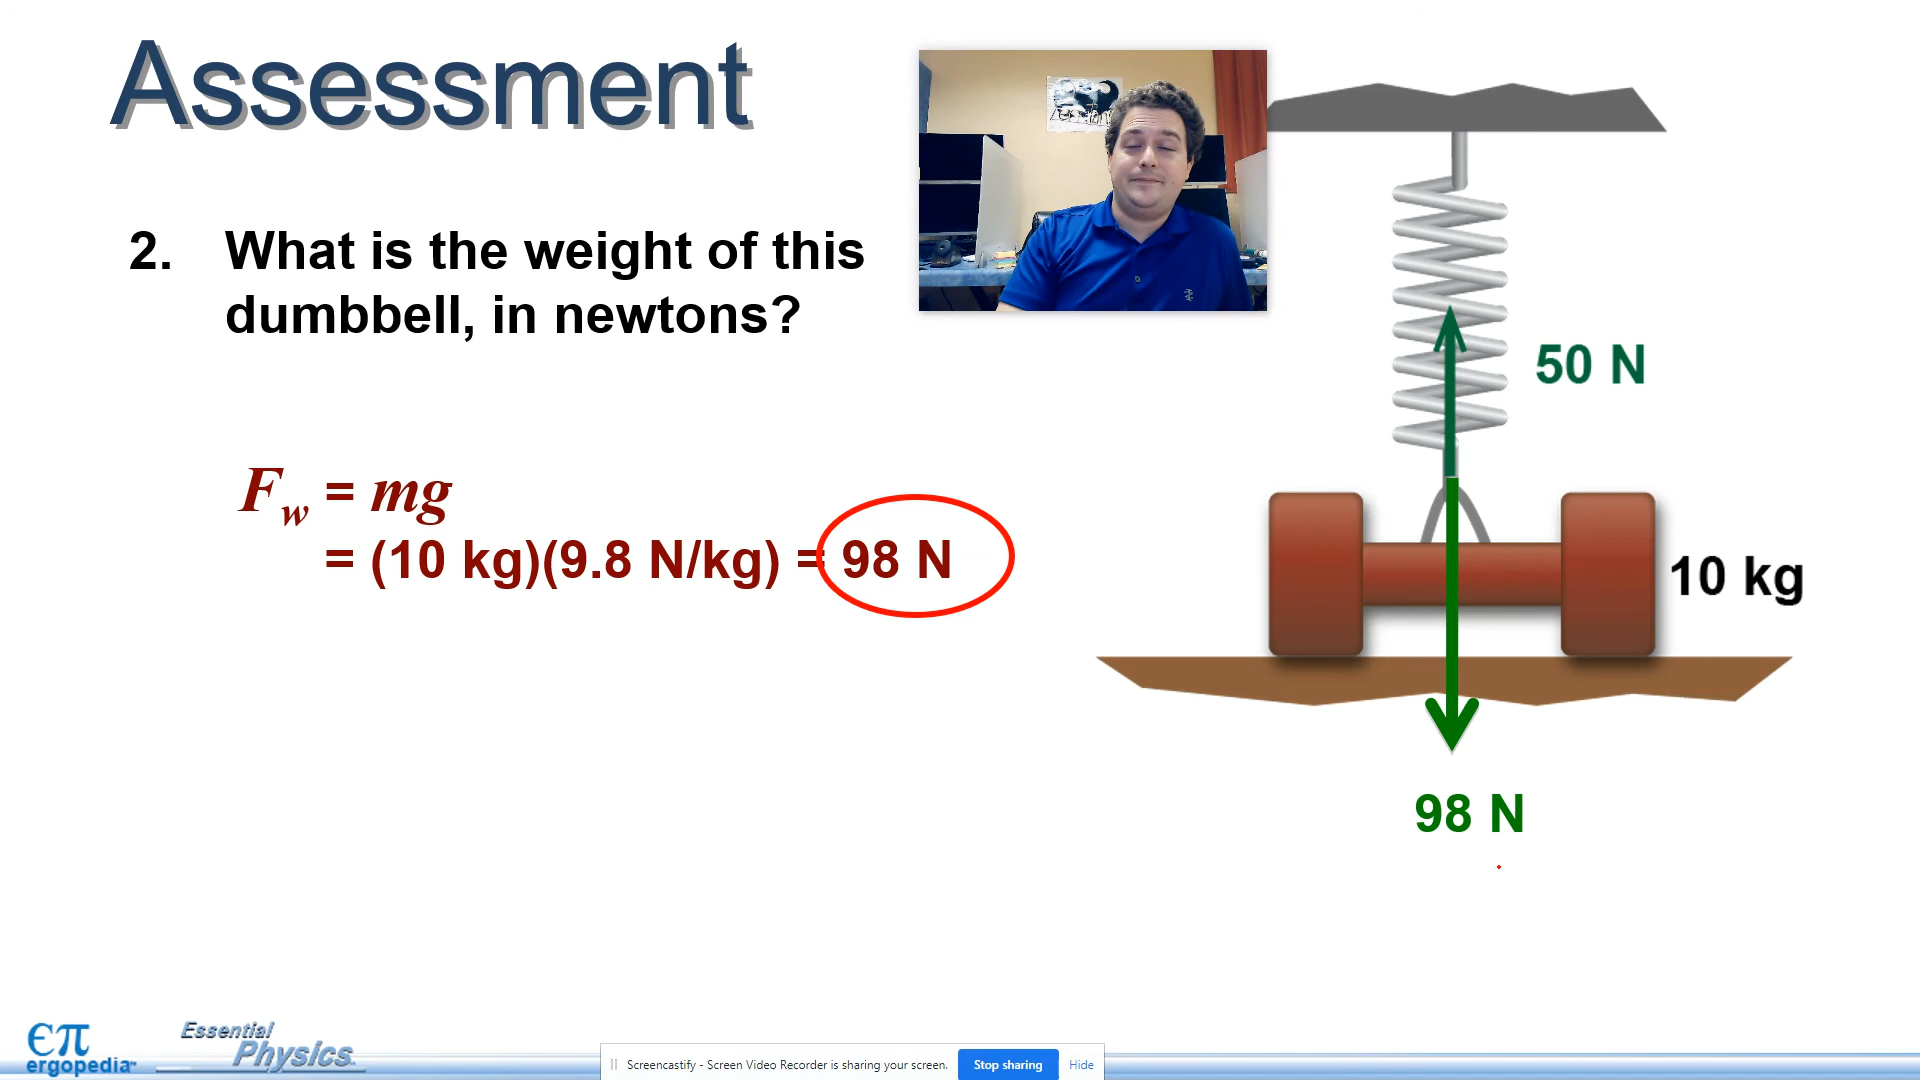 Assessment
2. What is the weight of this
dumbbell, in newtons?
F_w = mg
= (10 kg)(9.8 N/kg) = 98 N
50 N
10 kg
98 N
επ
ergopedia™
Essential
Physics
Screencastify - Screen Video Recorder is sharing your screen.
Stop sharing
Hide